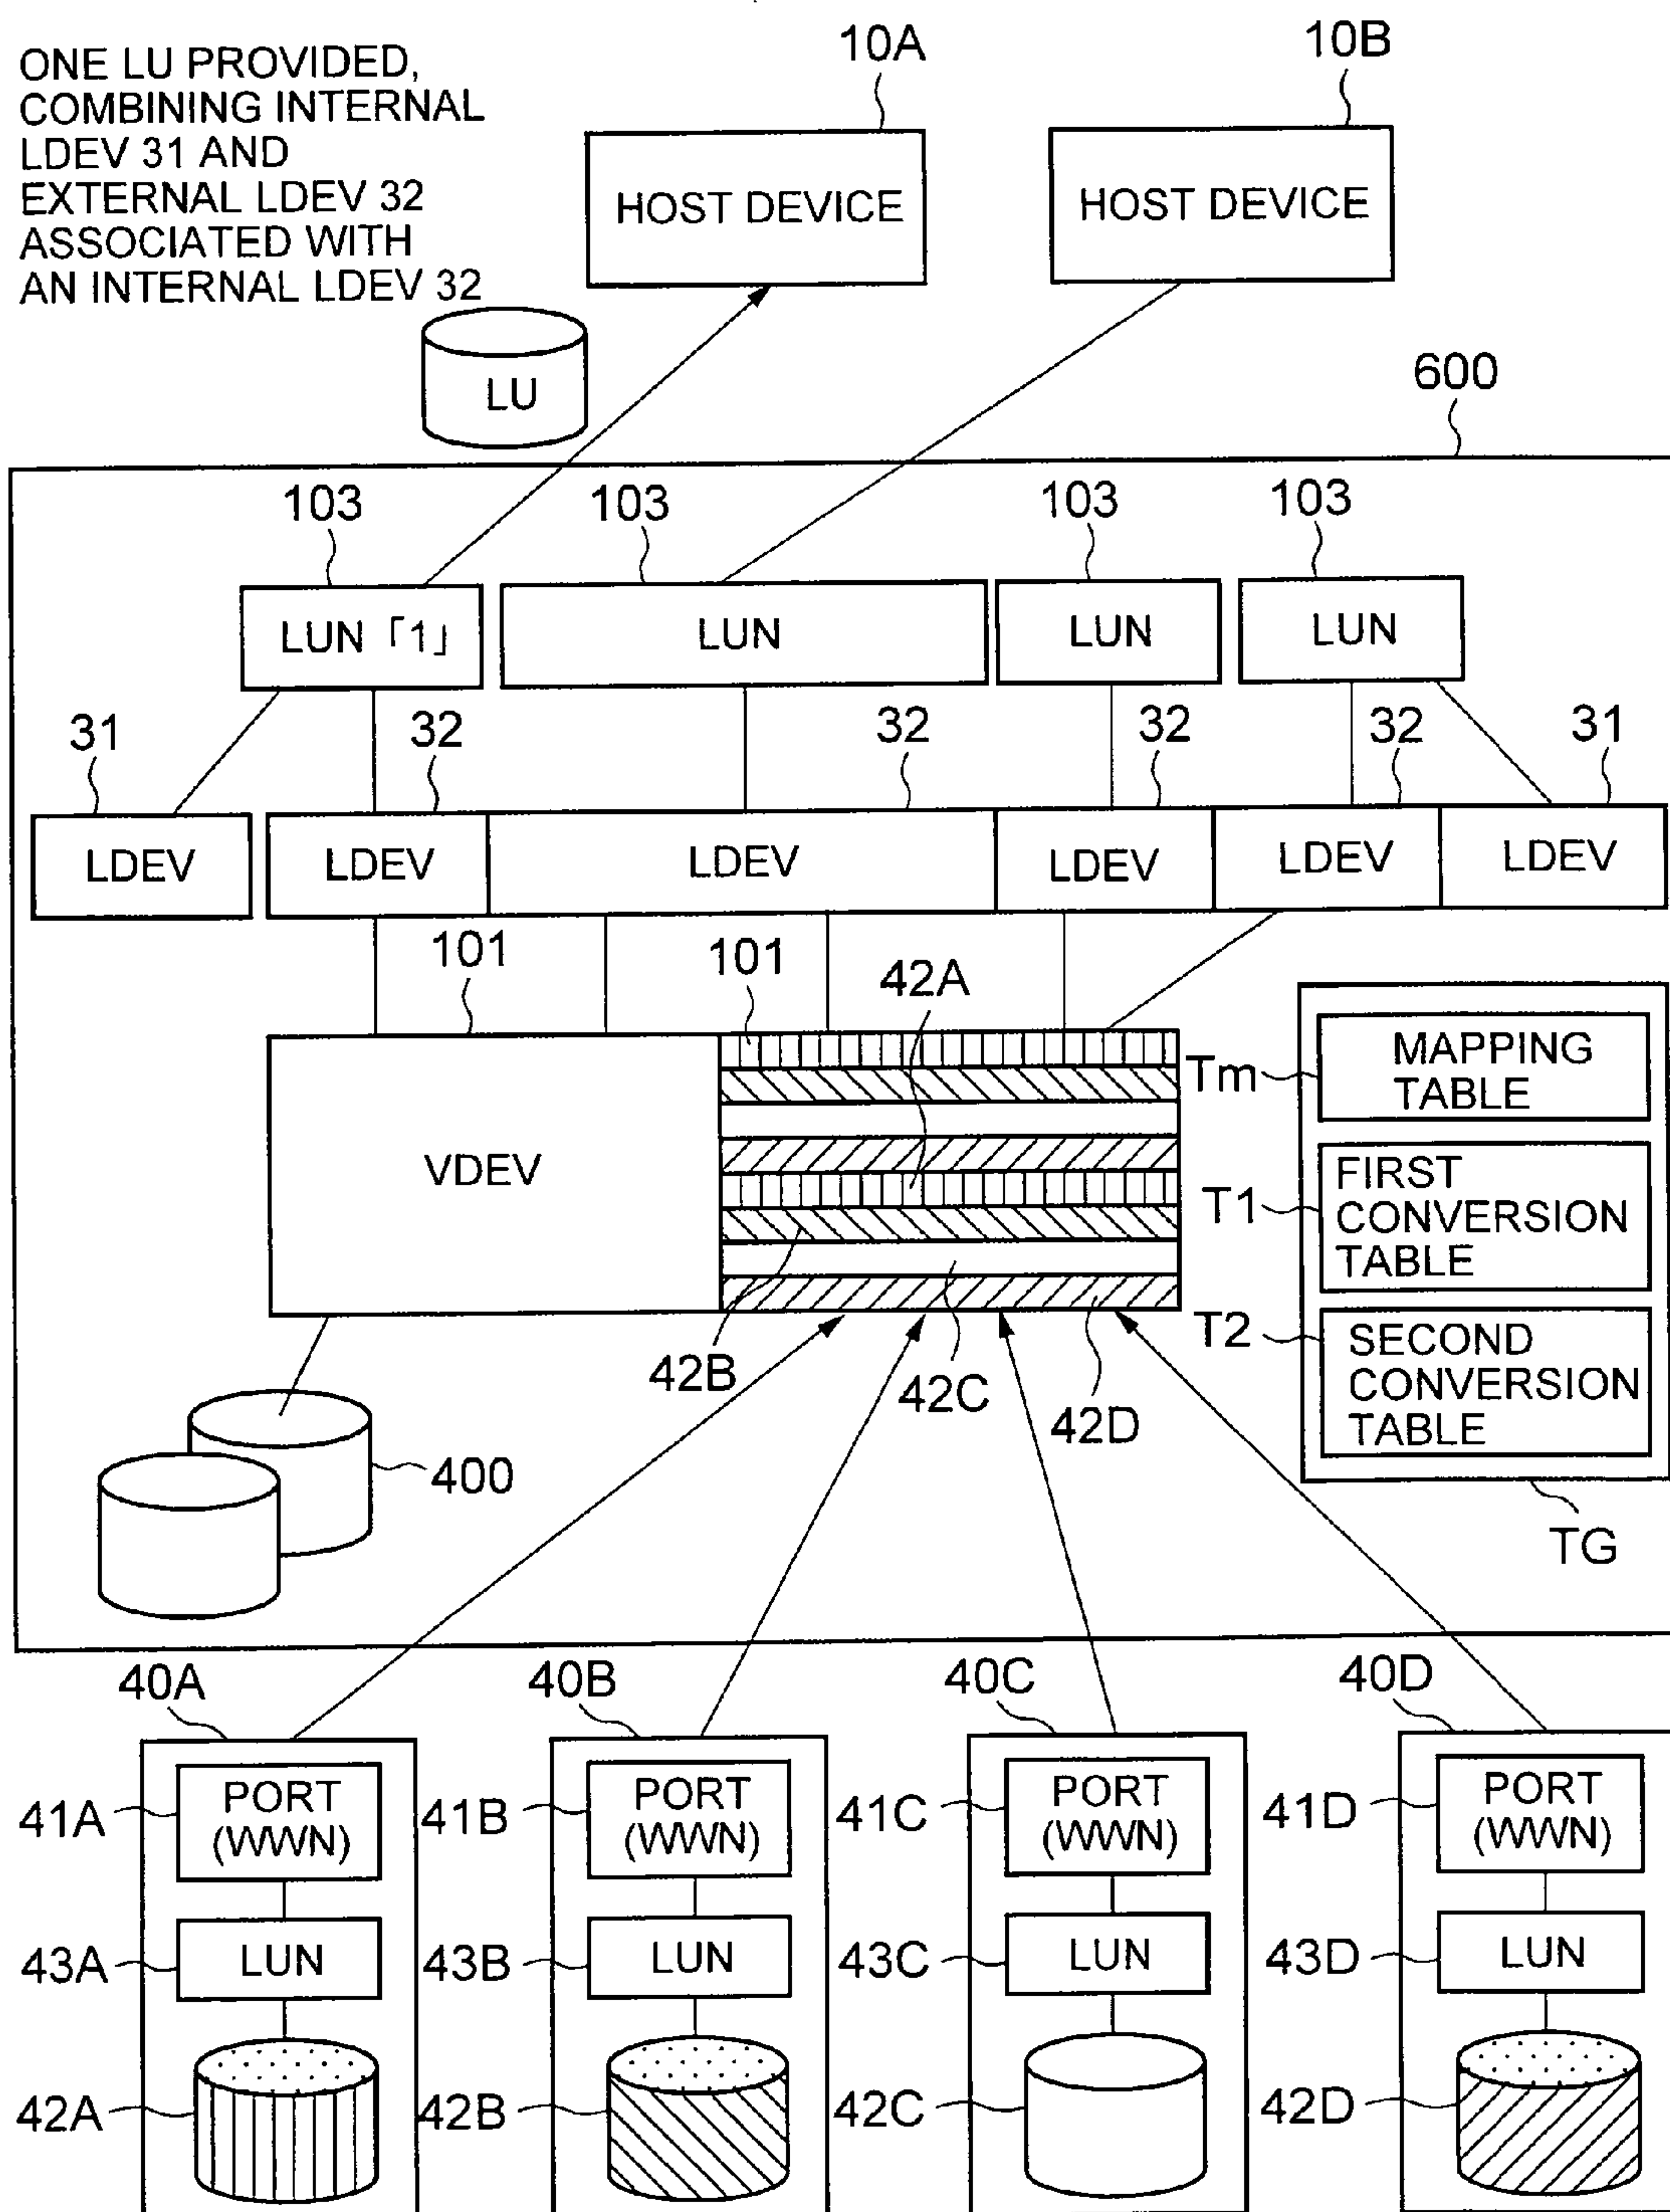 ONE LU PROVIDED,
COMBINING INTERNAL
LDEV 31 AND
EXTERNAL LDEV 32
ASSOCIATED WITH
AN INTERNAL LDEV 32
10A
10B
HOST DEVICE
HOST DEVICE
LU
600
103
103
103
103
LUN「1」
LUN
LUN
LUN
31
32
32
32
32
31
LDEV
LDEV
LDEV
LDEV
LDEV
LDEV
101
101
42A
VDEV
Tm
MAPPING
TABLE
T1
FIRST
CONVERSION
TABLE
T2
SECOND
CONVERSION
TABLE
42B
42C
42D
400
TG
40A
40B
40C
40D
41A
PORT
(WWN)
41B
PORT
(WWN)
41C
PORT
(WWN)
41D
PORT
(WWN)
43A
LUN
43B
LUN
43C
LUN
43D
LUN
42A
42B
42C
42D